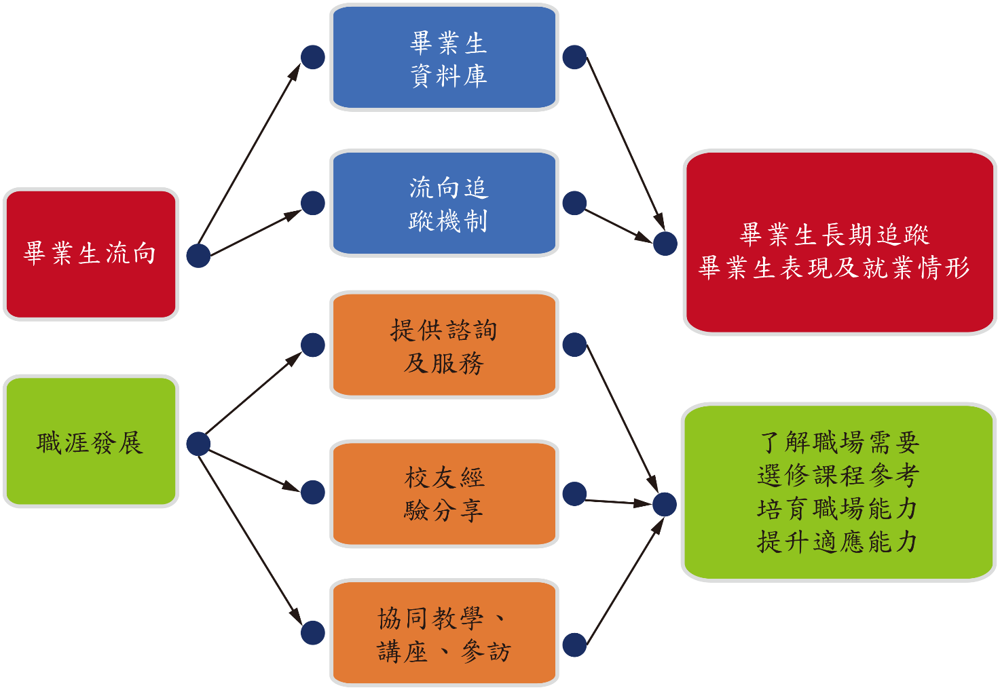 畢業生
資料庫
流向追
蹤機制
畢業生流向
畢業生長期追蹤
畢業生表現及就業情形
提供諮詢
及服務
職涯發展
校友經
驗分享
協同教學、
講座、參訪
了解職場需要
選修課程參考
培育職場能力
提升適應能力